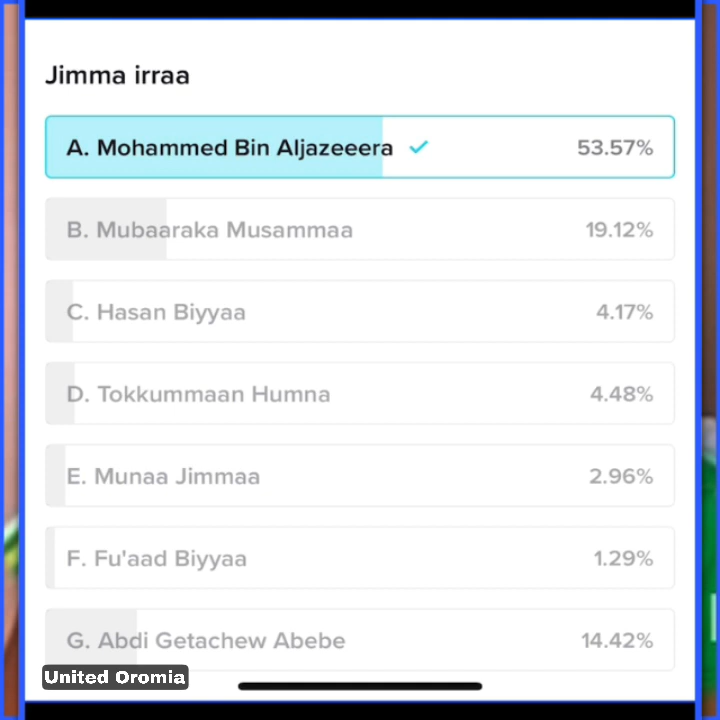 Jimma irraa
A. Mohammed Bin Aljazeeera 53.57%
B. Mubaaraka Musammaa 19.12%
C. Hasan Biyyaa 4.17%
D. Tokkummaan Humna 4.48%
E. Munaa Jimmaa 2.96%
F. Fu'aad Biyyaa 1.29%
G. Abdi Getachew Abebe 14.42%
United Oromia